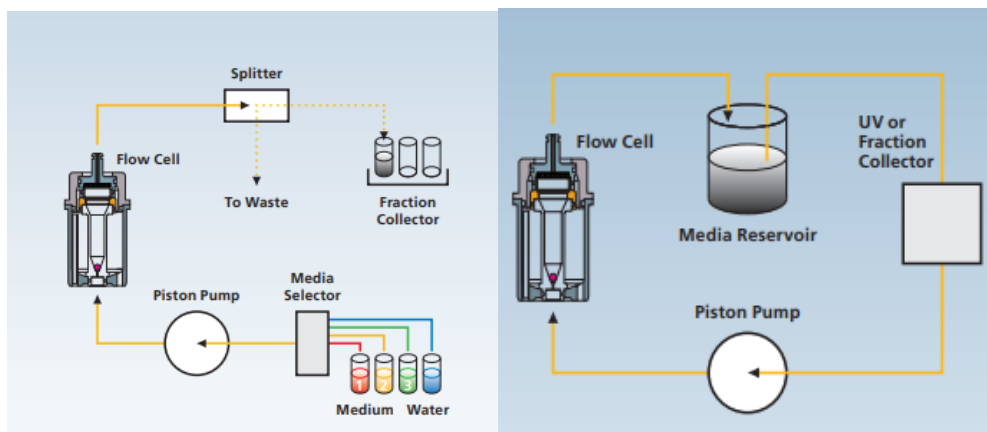 Splitter
Flow Cell
To Waste
Fraction
Collector
Media
Selector
Piston Pump
1 2 3
Medium Water
UV or
Fraction
Collector
Flow Cell
Media Reservoir
Piston Pump